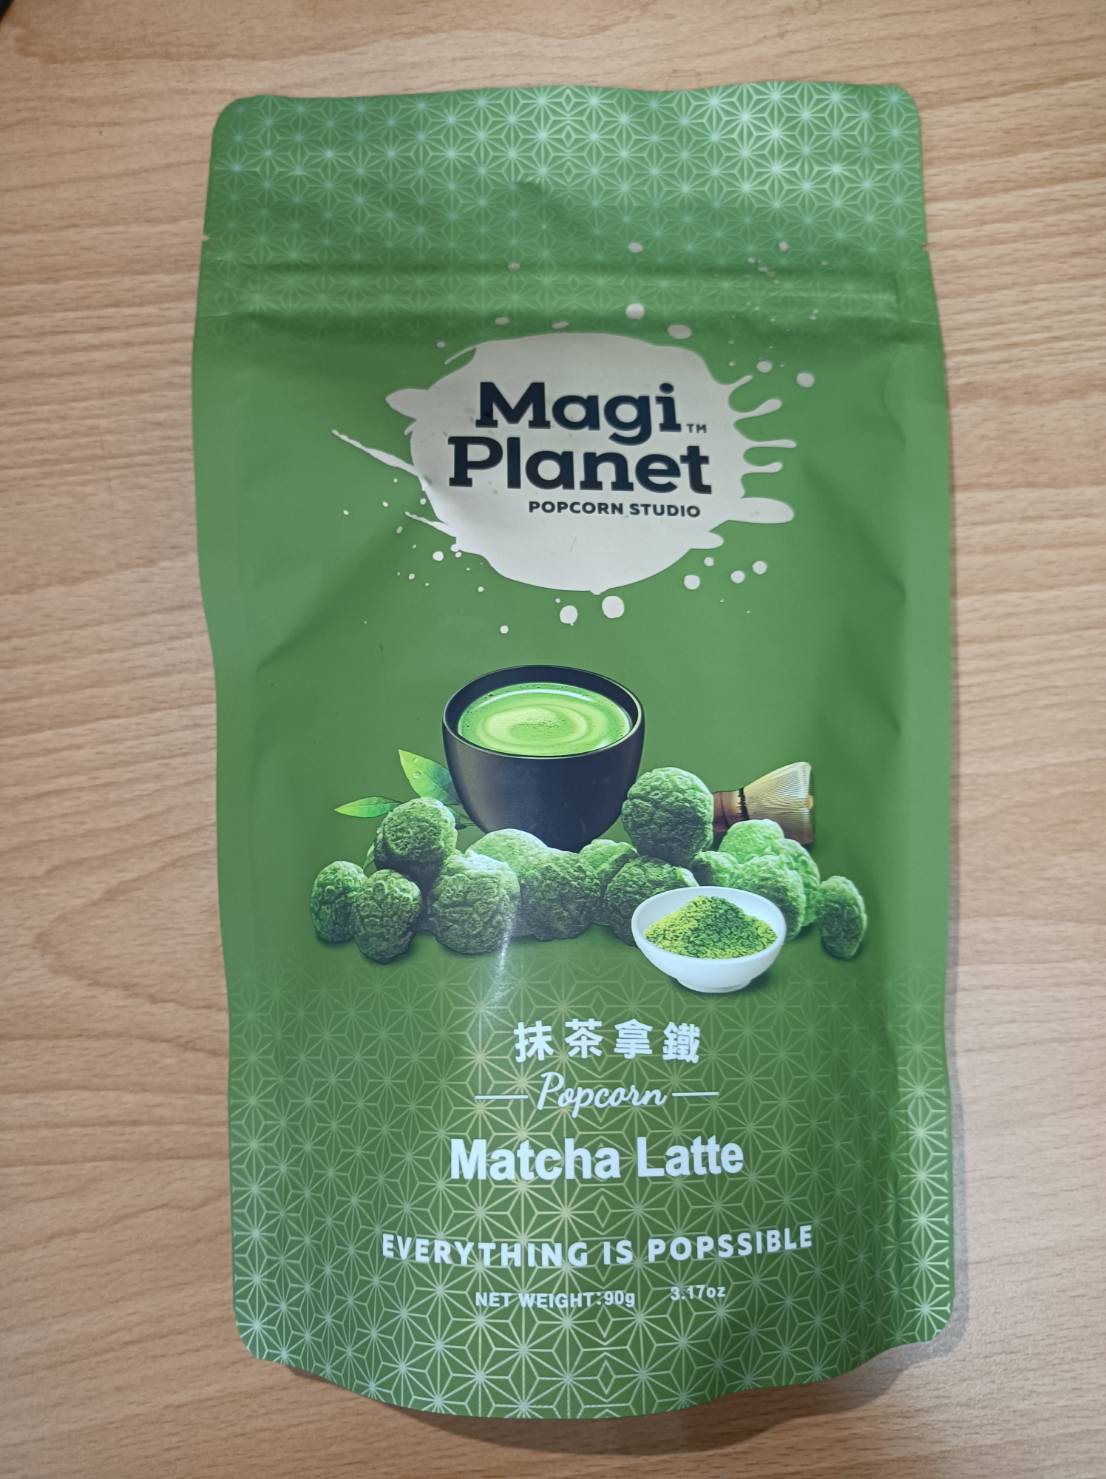 Magi™
Planet
POPCORN STUDIO
抹茶拿鐵
Popcorn
Matcha Latte
EVERYTHING IS POPSSIBLE
NET WEIGHT:90g 3.17oz